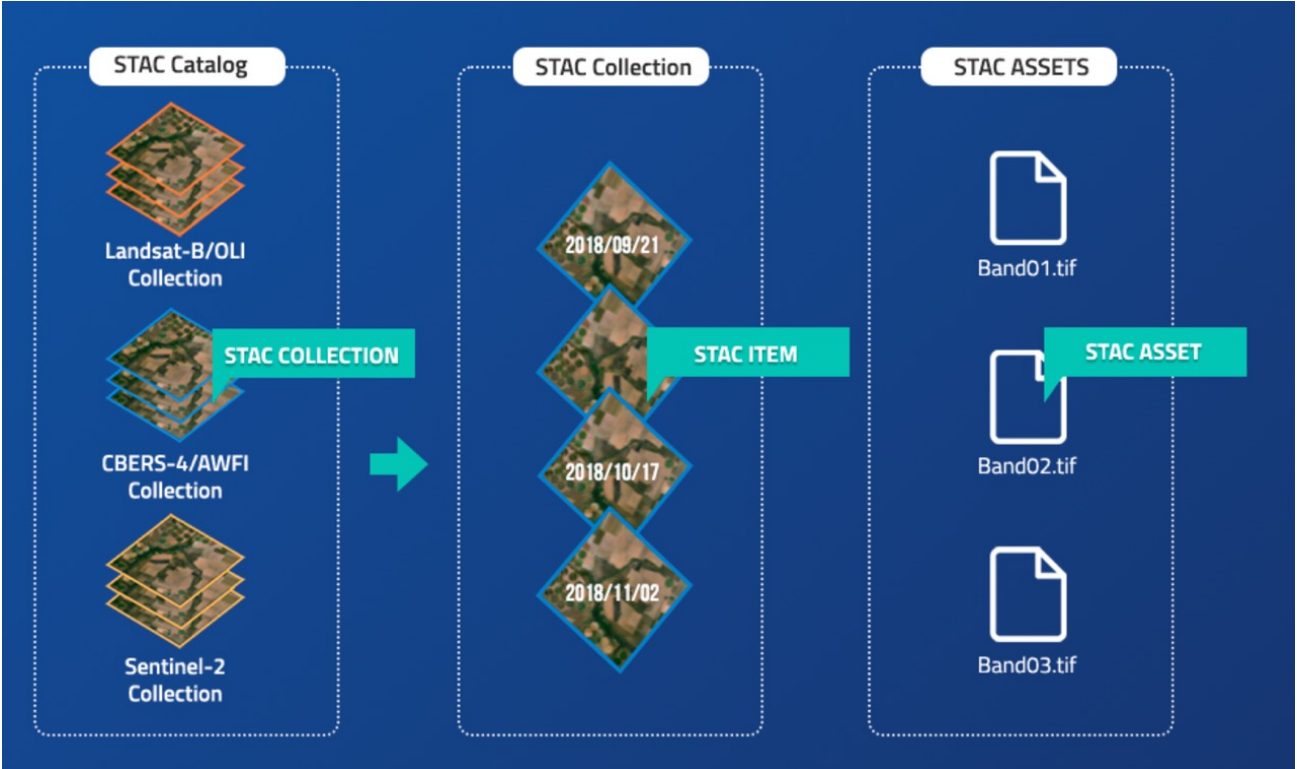 STAC Catalog
Landsat-B/OLI
Collection
STAC COLLECTION
CBERS-4/AWFI
Collection
Sentinel-2
Collection
STAC Collection
2018/09/21
STAC ITEM
2018/10/17
2018/11/02
STAC ASSETS
Band01.tif
STAC ASSET
Band02.tif
Band03.tif